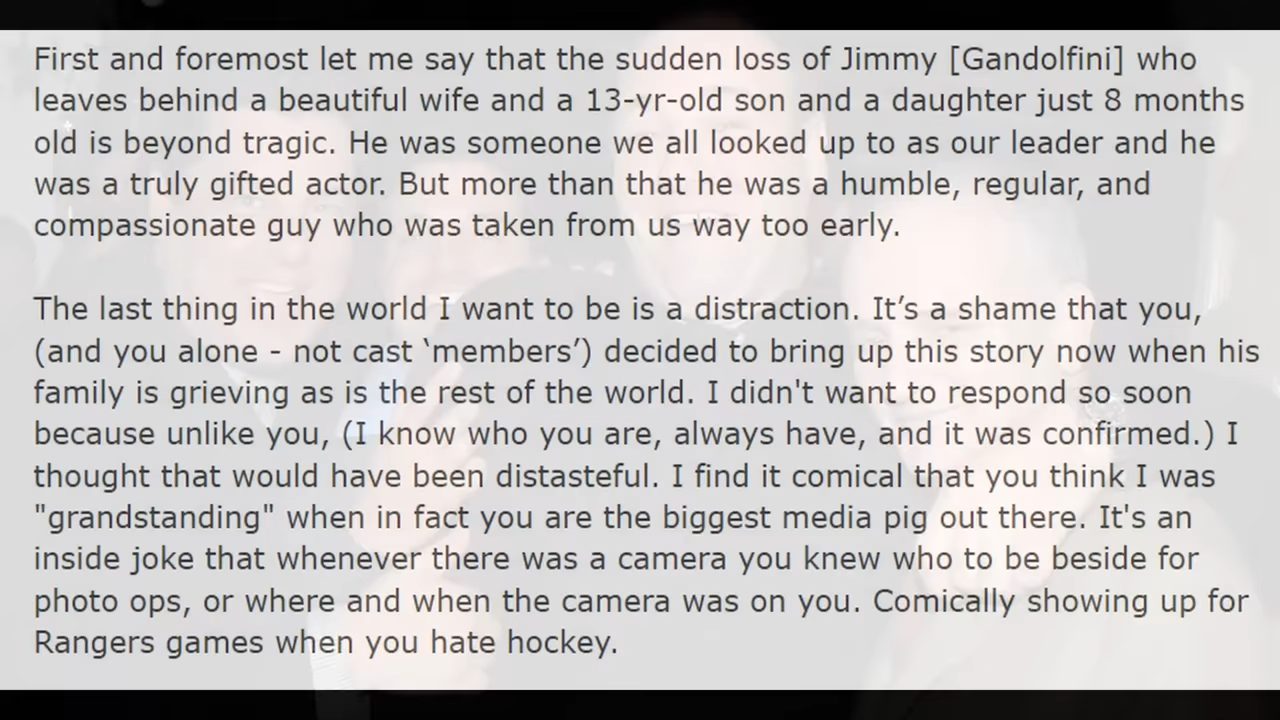 First and foremost let me say that the sudden loss of Jimmy [Gandolfini] who
leaves behind a beautiful wife and a 13-yr-old son and a daughter just 8 months
old is beyond tragic. He was someone we all looked up to as our leader and he
was a truly gifted actor. But more than that he was a humble, regular, and
compassionate guy who was taken from us way too early.
The last thing in the world I want to be is a distraction. It’s a shame that you,
(and you alone - not cast ‘members’) decided to bring up this story now when his
family is grieving as is the rest of the world. I didn't want to respond so soon
because unlike you, (I know who you are, always have, and it was confirmed.) I
thought that would have been distasteful. I find it comical that you think I was
"grandstanding" when in fact you are the biggest media pig out there. It's an
inside joke that whenever there was a camera you knew who to be beside for
photo ops, or where and when the camera was on you. Comically showing up for
Rangers games when you hate hockey.